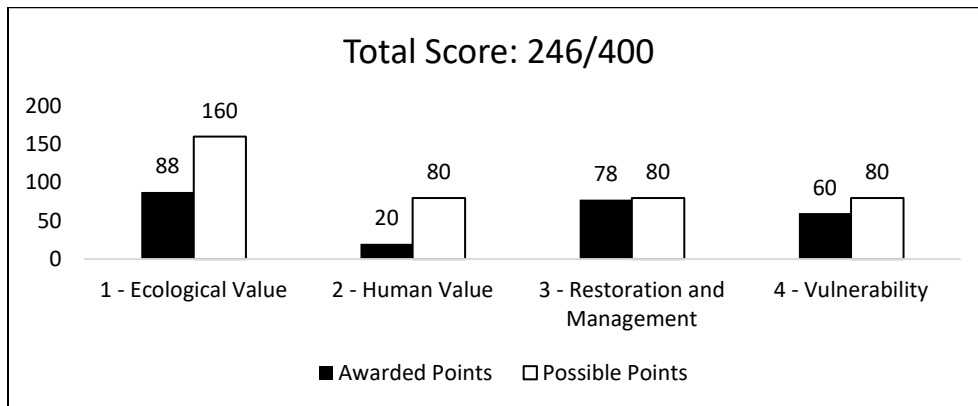 Total Score: 246/400
200
150
100
50
0
88
160
20
80
78
80
60
80
1 - Ecological Value
2 - Human Value
3 - Restoration and
Management
4 - Vulnerability
Awarded Points
Possible Points